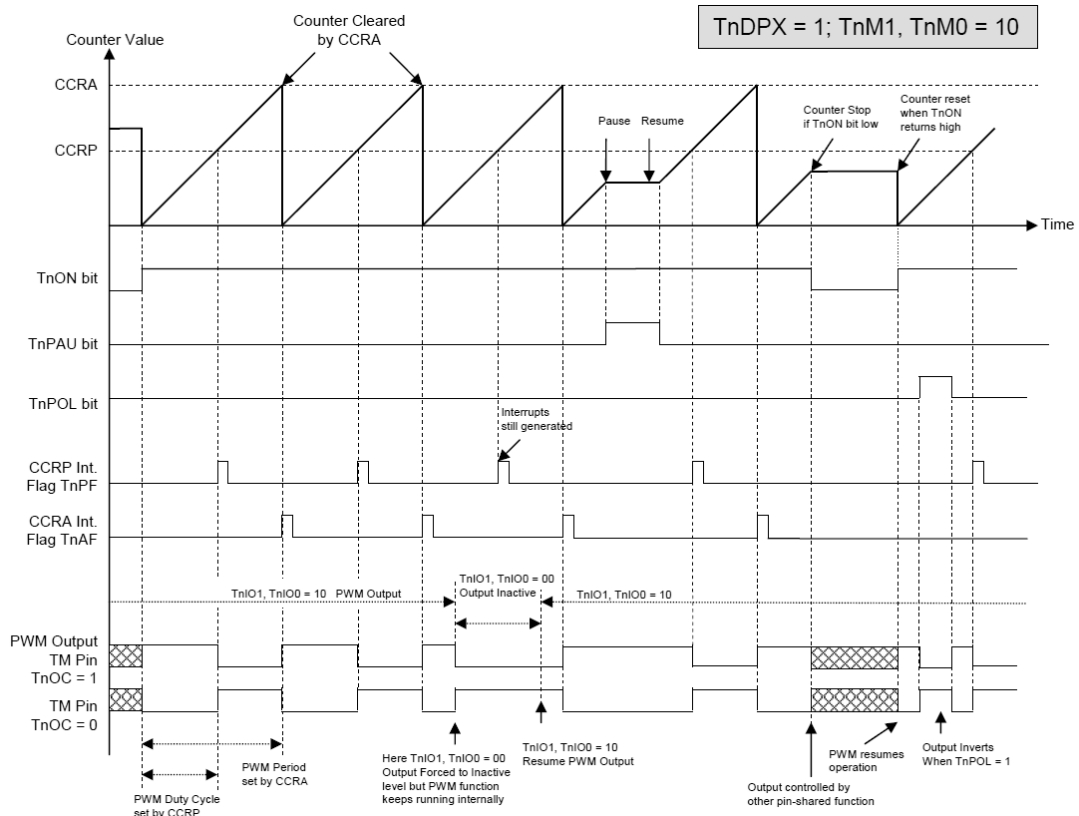 TnDPX = 1; TnM1, TnM0 = 10
Counter Cleared
by CCRA
Counter Value
CCRA
CCRP
Pause
Resume
Counter Stop
if TnON bit low
Counter reset
when TnON
returns high
Time
TnON bit
TnPAU bit
TnPOL bit
Interrupts
still generated
CCRP Int.
Flag TnPF
CCRA Int.
Flag TnAF
TnIO1, TnIO0 = 10 PWM Output
TnIO1, TnIO0 = 00
Output Inactive
TnIO1, TnIO0 = 10
PWM Output
TM Pin
TnOC = 1
TM Pin
TnOC = 0
PWM Period
set by CCRA
PWM Duty Cycle
set by CCRP
Here TnIO1, TnIO0 = 00
Output Forced to Inactive
level but PWM function
keeps running internally
TnIO1, TnIO0 = 10
Resume PWM Output
Output controlled by
other pin-shared function
PWM resumes
operation
Output Inverts
When TnPOL = 1